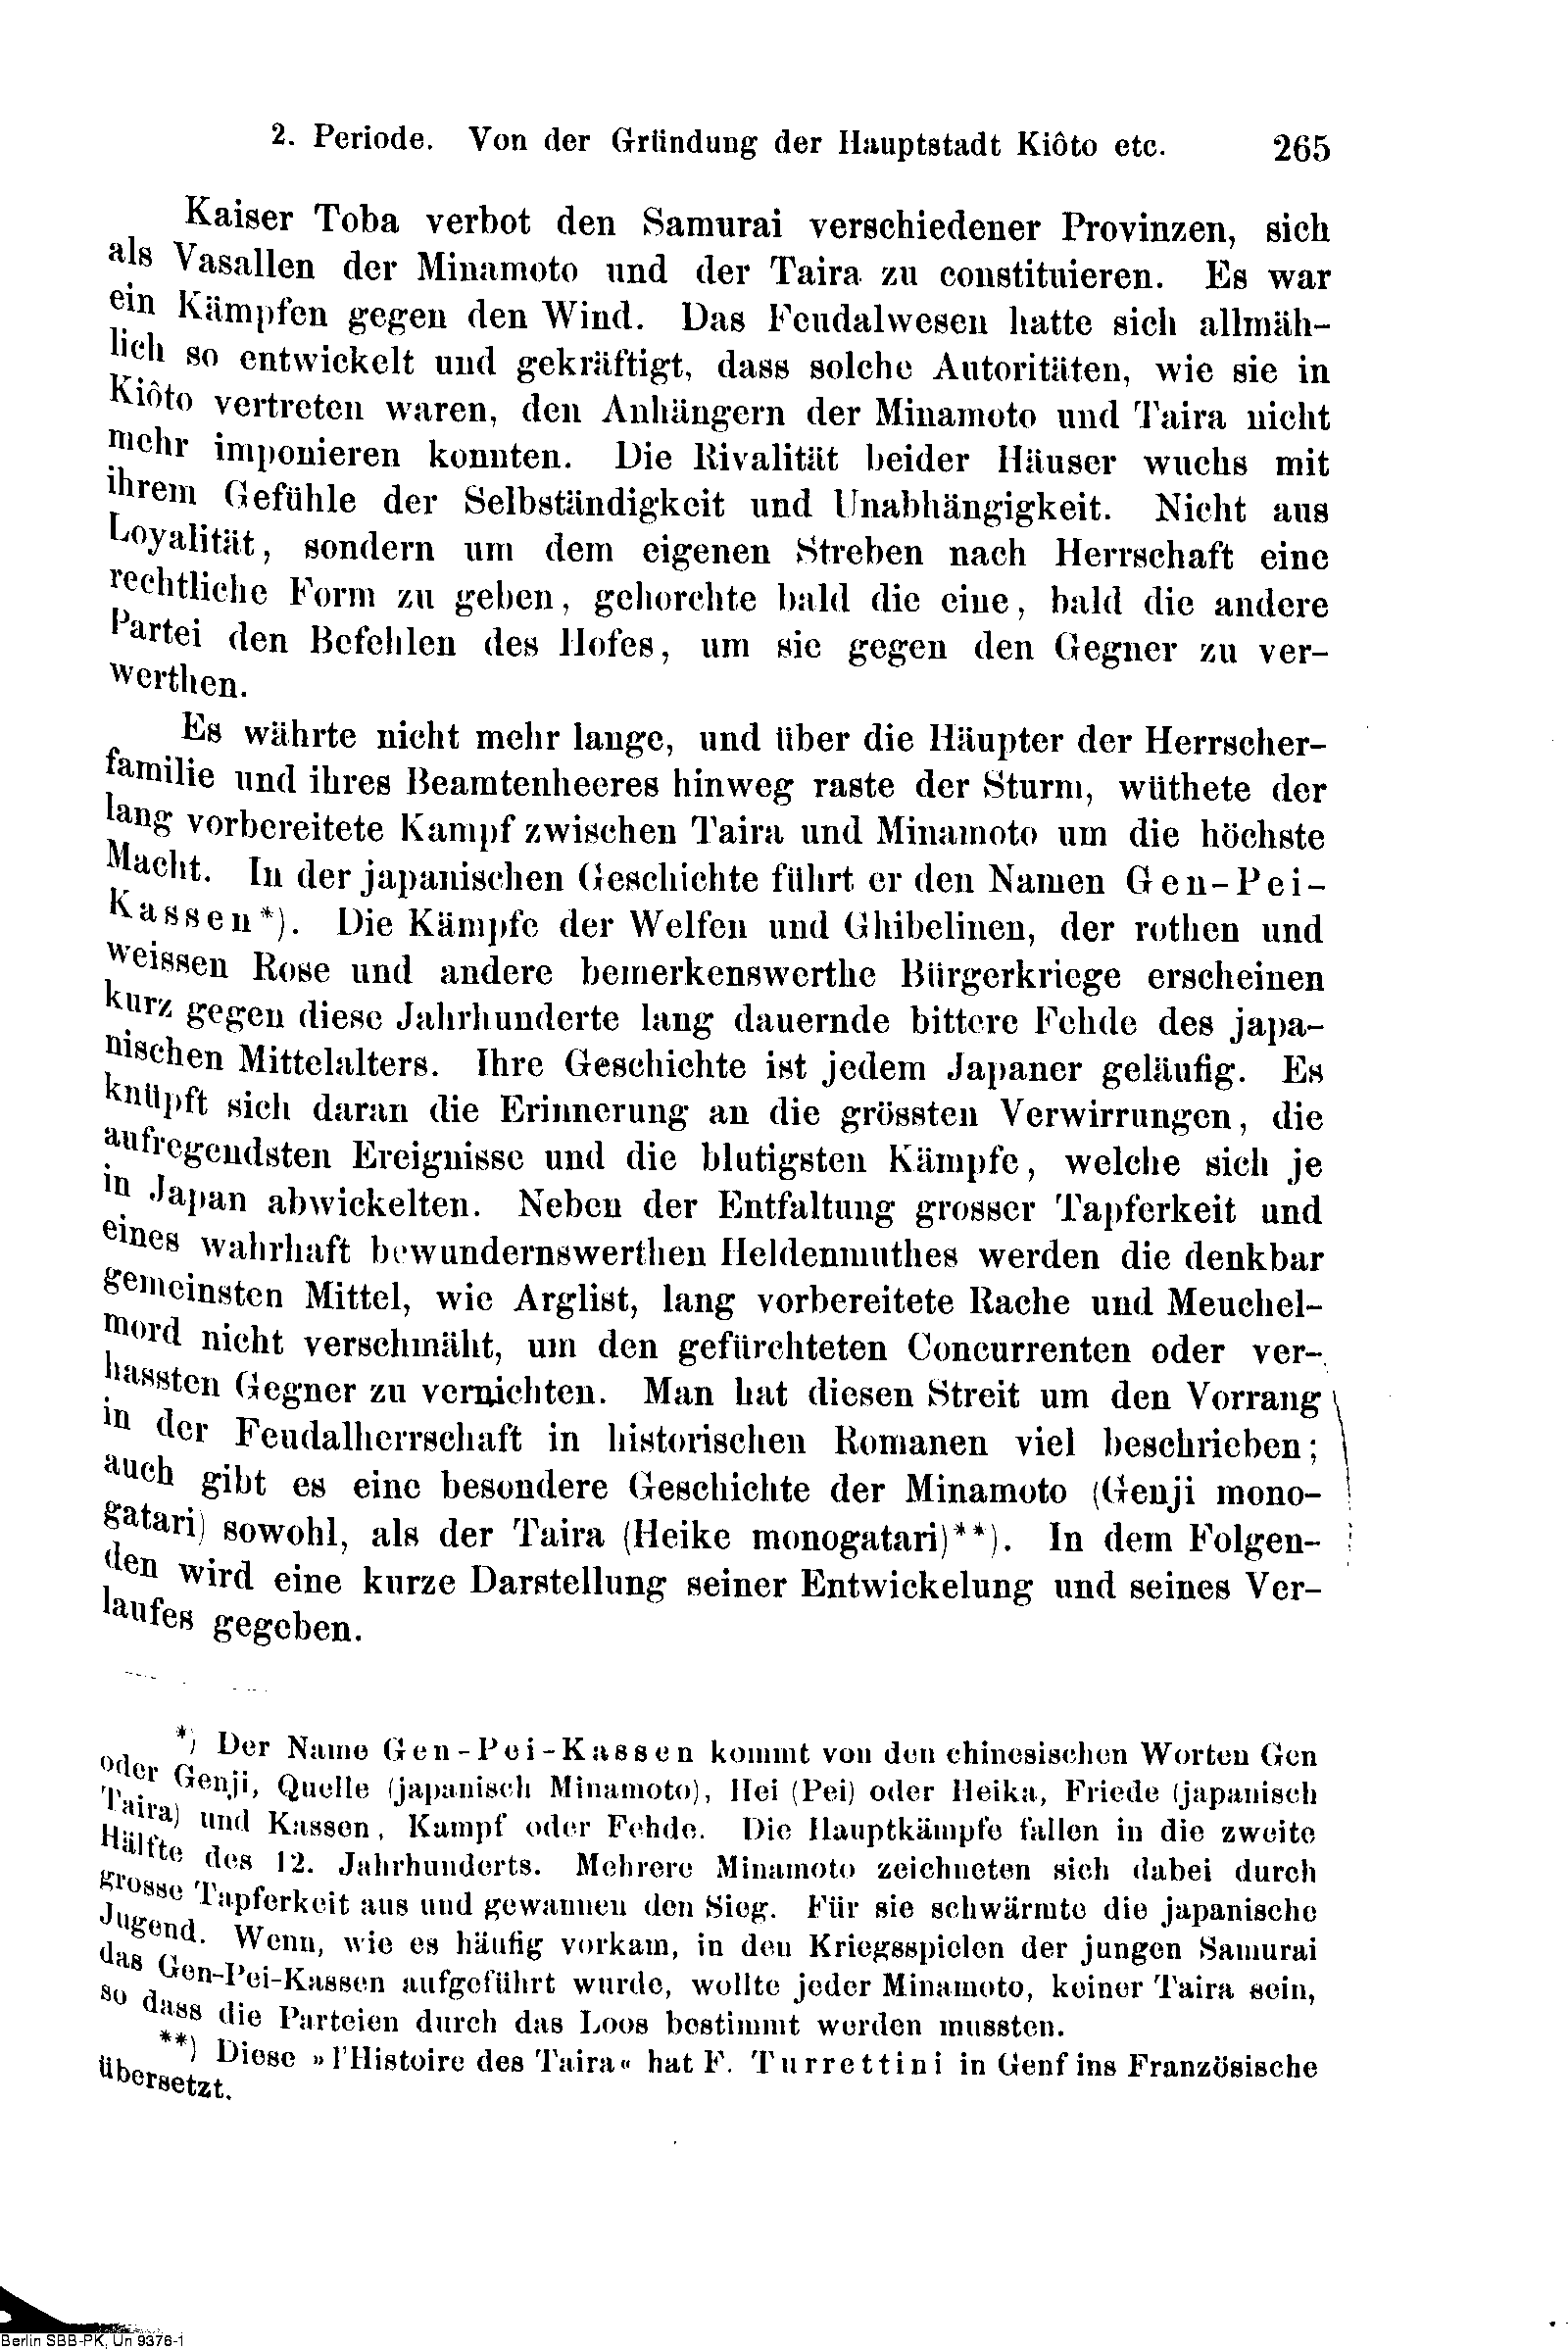 2. Periode. Von der Gründung der Hauptstadt Kiôto etc. 265
Kaiser Toba verbot den Samurai verschiedener Provinzen, sich
als Vasallen der Minamoto und der Taira zu constituieren. Es war
ein Kämpfen gegen den Wind. Das Feudalwesen hatte sich allmäh-
lich so entwickelt und gekräftigt, dass solche Autoritäten, wie sie in
Kiôto vertreten waren, den Anhängern der Minamoto und Taira nicht
mehr imponieren konnten. Die Rivalität beider Häuser wuchs mit
ihrem Gefühle der Selbständigkeit und Unabhängigkeit. Nicht aus
Loyalität, sondern um dem eigenen Streben nach Herrschaft eine
rechtliche Form zu geben, gehorchte bald die eine, bald die andere
Partei den Befehlen des Hofes, um sie gegen den Gegner zu ver-
werthen.
Es währte nicht mehr lange, und über die Häupter der Herrscher-
familie und ihres Beamtenheeres hinweg raste der Sturm, wüthete der
lang vorbereitete Kampf zwischen Taira und Minamoto um die höchste
Macht. In der japanischen Geschichte führt er den Namen Gen-Pei-
Kassen*). Die Kämpfe der Welfen und Ghibelinen, der rothen und
weissen Rose und andere bemerkenswerthe Bürgerkriege erscheinen
kurz gegen diese Jahrhunderte lang dauernde bittere Fehde des japa-
nischen Mittelalters. Ihre Geschichte ist jedem Japaner geläufig. Es
knüpft sich daran die Erinnerung an die grössten Verwirrungen, die
aufregendsten Ereignisse und die blutigsten Kämpfe, welche sich je
in Japan abwickelten. Neben der Entfaltung grosser Tapferkeit und
eines wahrhaft bewundernswerthen Heldenmuthes werden die denkbar
gemeinsten Mittel, wie Arglist, lang vorbereitete Rache und Meuchel-
mord nicht verschmäht, um den gefürchteten Concurrenten oder ver-
hassten Gegner zu vernichten. Man hat diesen Streit um den Vorrang
in der Feudalherrschaft in historischen Romanen viel beschrieben;
auch gibt es eine besondere Geschichte der Minamoto (Genji mono-
gatari) sowohl, als der Taira (Heike monogatari)**). In dem Folgen-
den wird eine kurze Darstellung seiner Entwickelung und seines Ver-
laufes gegeben.
*) Der Name Gen-Pei-Kassen kommt von den chinesischen Worten Gen
oder Genji, Quelle (japanisch Minamoto), Hei (Pei) oder Heika, Friede (japanisch
Taira) und Kassen, Kampf oder Fehde. Die Hauptkämpfe fallen in die zweite
Hälfte des 12. Jahrhunderts. Mehrere Minamoto zeichneten sich dabei durch
grosse Tapferkeit aus und gewannen den Sieg. Für sie schwärmte die japanische
Jugend. Wenn, wie es häufig vorkam, in den Kriegsspielen der jungen Samurai
das Gen-Pei-Kassen aufgeführt wurde, wollte jeder Minamoto, keiner Taira sein,
so dass die Parteien durch das Loos bestimmt werden mussten.
**) Diese »l'Histoire des Taira« hat F. Turrettini in Genf ins Französische
übersetzt.
Berlin SBB-PK, Un 9376-1